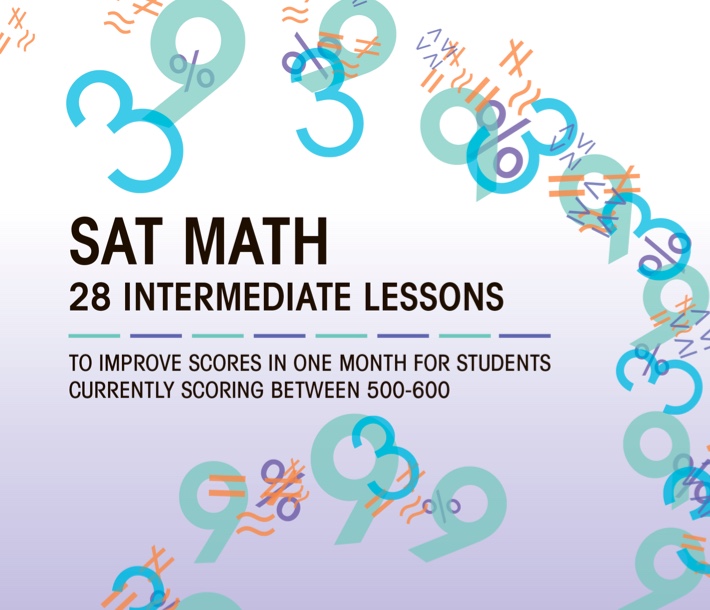 SAT MATH
28 INTERMEDIATE LESSONS
TO IMPROVE SCORES IN ONE MONTH FOR STUDENTS
CURRENTLY SCORING BETWEEN 500-600